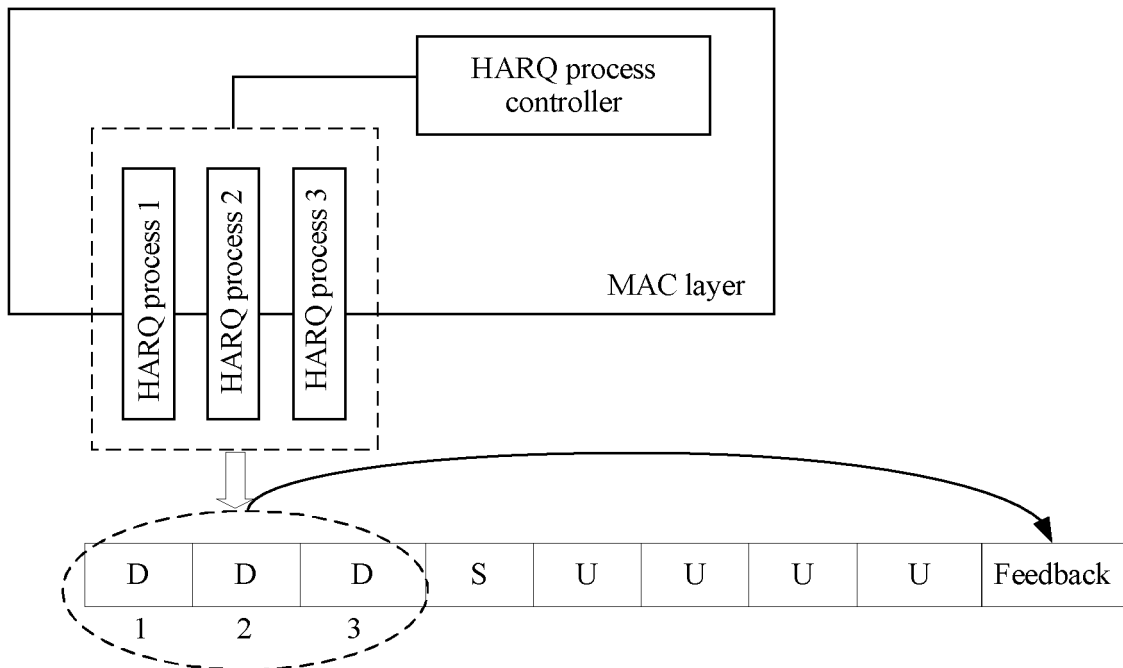 HARQ process
controller
HARQ process 1
HARQ process 2
HARQ process 3
MAC layer
D D D S U U U U Feedback
1 2 3